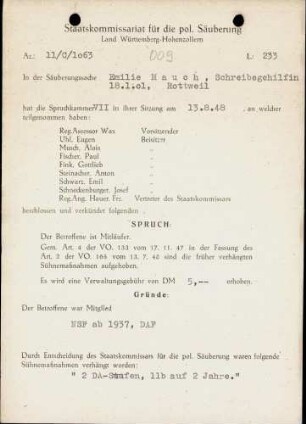 Staatskommissariat für die pol. Säuberung
Land Württemberg-Hohenzollern
Az.: 11/C/1063 009 L: 233
In der Säuberungssache Emilie Hauch, Schreibgehilfin
18.1.01, Rottweil
hat die Spruchkammer VII in ihrer Sitzung am 13.8.48 , an welcher
teilgenommen haben:
Reg.Assessor Wax Vorsitzender
Uhl, Eugen Beisitzer
Musch, Alois "
Fischer, Paul "
Fink, Gottlieb "
Steinacher, Anton "
Schwarz, Emil "
Schneckenburger, Josef "
Reg.Ang. Heuer Frz. Vertreter des Staatskommissars
beschlossen und verkündet folgenden
SPRUCH:
Der Betroffene ist Mitläufer.
Gem. Art. 4 der VO. 133 vom 17. 11. 47 in der Fassung des
Art. 2 der VO. 165 vom 13. 7. 48 sind die früher verhängten
Sühnemaßnahmen aufgehoben.
Es wird eine Verwaltungsgebühr von DM 5,-- erhoben.
Gründe:
Der Betroffene war Mitglied
NSF ab 1937, DAF
Durch Entscheidung des Staatskommissars für die pol. Säuberung waren folgende
Sühnemaßnahmen verhängt worden:
" 2 DA-Stufen, 11b auf 2 Jahre."